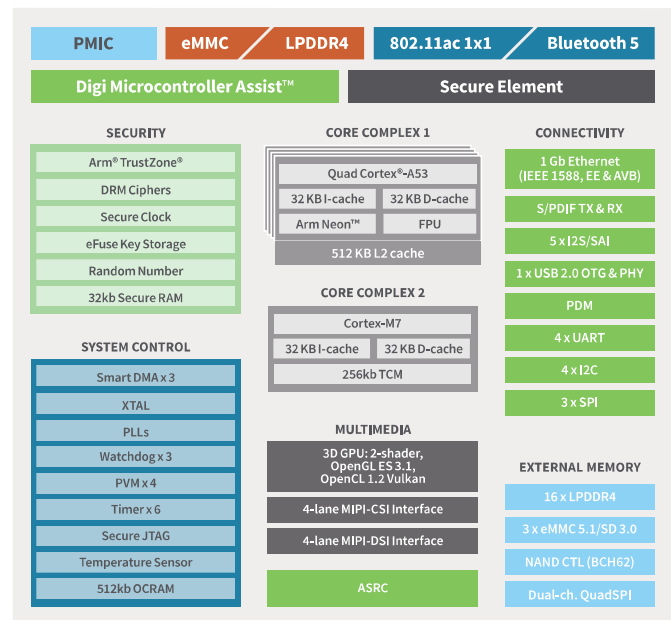 PMIC
eMMC
LPDDR4
802.11ac 1x1
Bluetooth 5
Digi Microcontroller Assist™
Secure Element
SECURITY
Arm® TrustZone®
DRM Ciphers
Secure Clock
eFuse Key Storage
Random Number
32kb Secure RAM
SYSTEM CONTROL
Smart DMA x 3
XTAL
PLLs
Watchdog x 3
PVM x 4
Timer x 6
Secure JTAG
Temperature Sensor
512kb OCRAM
CORE COMPLEX 1
Quad Cortex®-A53
32 KB I-cache
32 KB D-cache
Arm Neon™
FPU
512 KB L2 cache
CORE COMPLEX 2
Cortex-M7
32 KB I-cache
32 KB D-cache
256kb TCM
MULTIMEDIA
3D GPU: 2-shader,
OpenGL ES 3.1,
OpenCL 1.2 Vulkan
4-lane MIPI-CSI Interface
4-lane MIPI-DSI Interface
ASRC
CONNECTIVITY
1 Gb Ethernet
(IEEE 1588, EE & AVB)
S/PDIF TX & RX
5 x I2S/SAI
1 x USB 2.0 OTG & PHY
PDM
4 x UART
4 x I2C
3 x SPI
EXTERNAL MEMORY
16 x LPDDR4
3 x eMMC 5.1/SD 3.0
NAND CTL (BCH62)
Dual-ch. QuadSPI